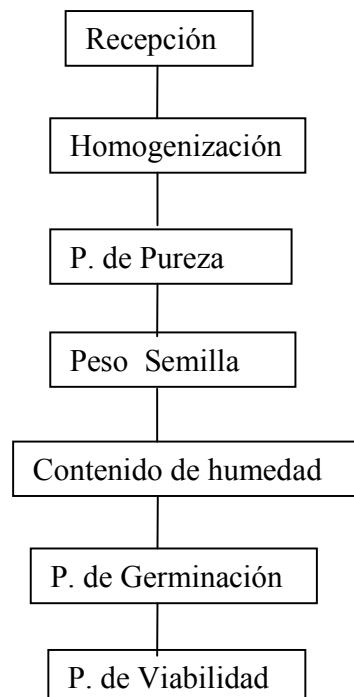 Recepción
Homogenización
P. de Pureza
Peso Semilla
Contenido de humedad
P. de Germinación
P. de Viabilidad